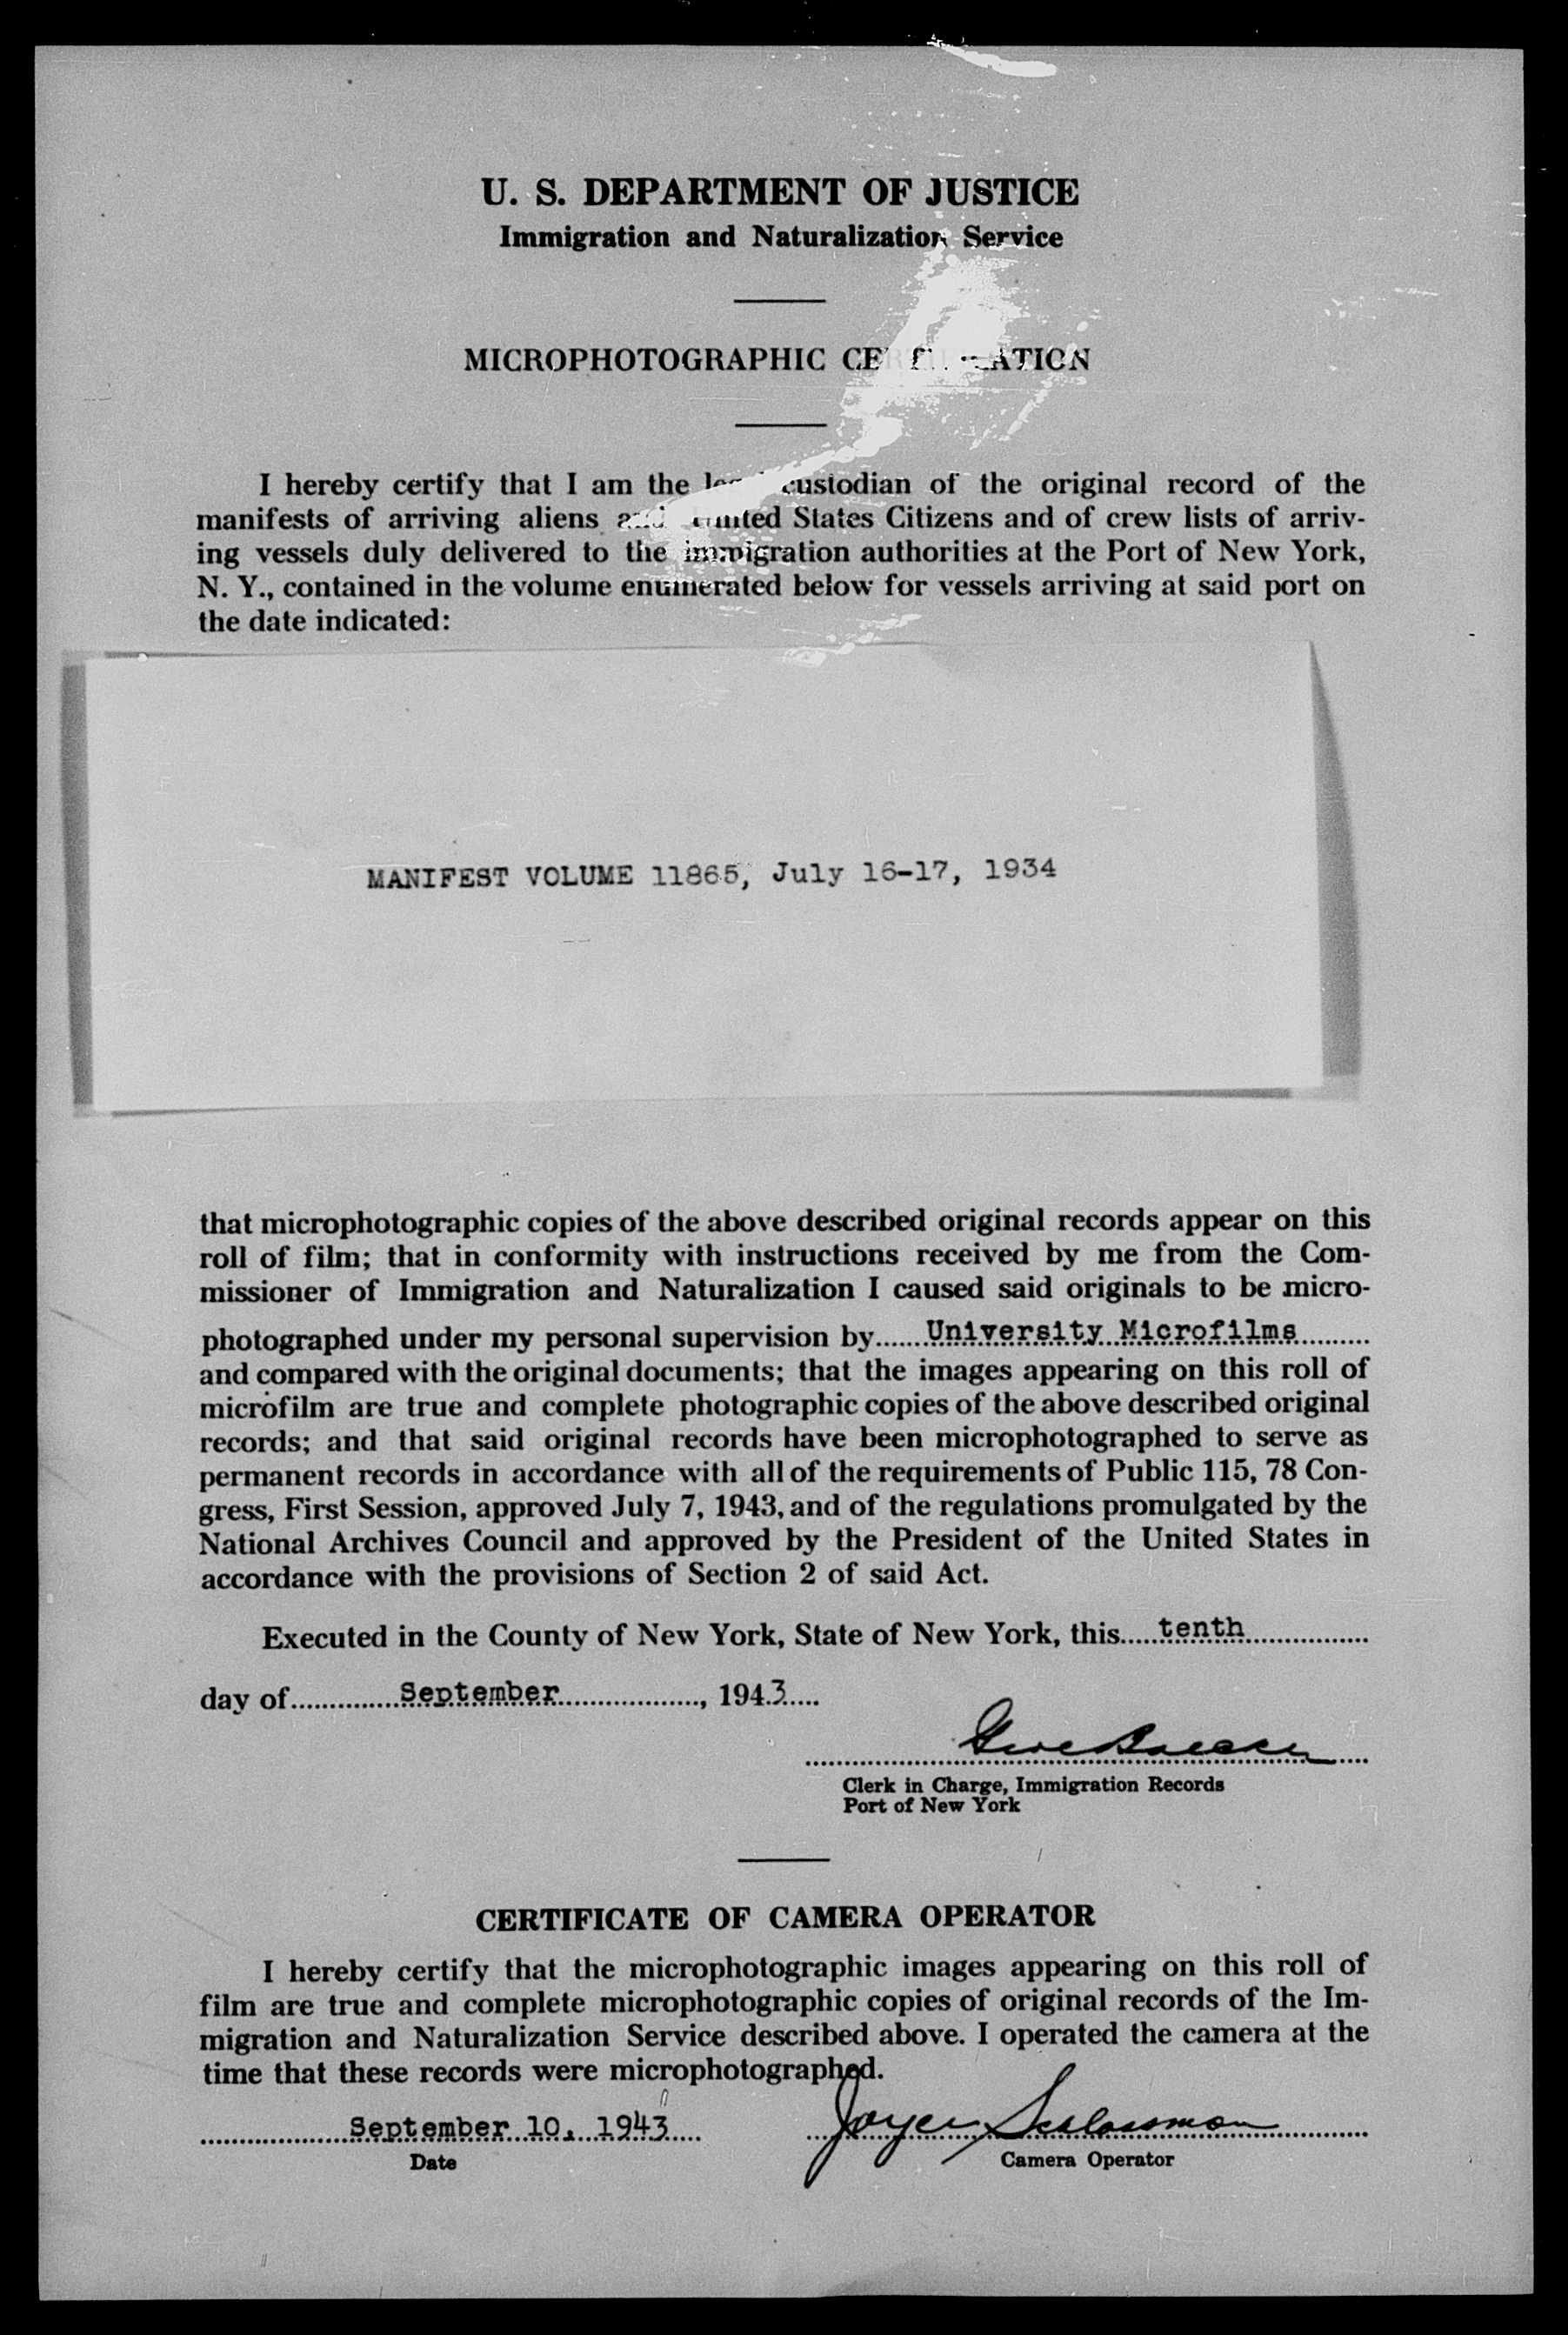 U. S. DEPARTMENT OF JUSTICE
Immigration and Naturalization Service
MICROPHOTOGRAPHIC
I hereby certify that I am the custodian of the original record of the
manifests of arriving aliens and United States Citizens and of crew lists of arriv-
ing vessels duly delivered to the immigration authorities at the Port of New York,
N. Y., contained in the volume enumerated below for vessels arriving at said port on
the date indicated:
MANIFEST VOLUME 11865, July 16-17, 1934
that microphotographic copies of the above described original records appear on this
roll of film; that in conformity with instructions received by me from the Com-
missioner of Immigration and Naturalization I caused said originals to be micro-
photographed under my personal supervision by......University Microfilms..........
and compared with the original documents; that the images appearing on this roll of
microfilm are true and complete photographic copies of the above described original
records; and that said original records have been microphotographed to serve as
permanent records in accordance with all of the requirements of Public 115, 78 Con-
gress, First Session, approved July 7, 1943, and of the regulations promulgated by the
National Archives Council and approved by the President of the United States in
accordance with the provisions of Section 2 of said Act.
Executed in the County of New York, State of New York, this.....tenth.................
day of..............September..................., 1943.....
Clerk in Charge, Immigration Records
Port of New York
CERTIFICATE OF CAMERA OPERATOR
I hereby certify that the microphotographic images appearing on this roll of
film are true and complete microphotographic copies of original records of the Im-
migration and Naturalization Service described above. I operated the camera at the
time that these records were microphotographed.
September 10, 1943 Joyce Schlossman
Date
Camera Operator